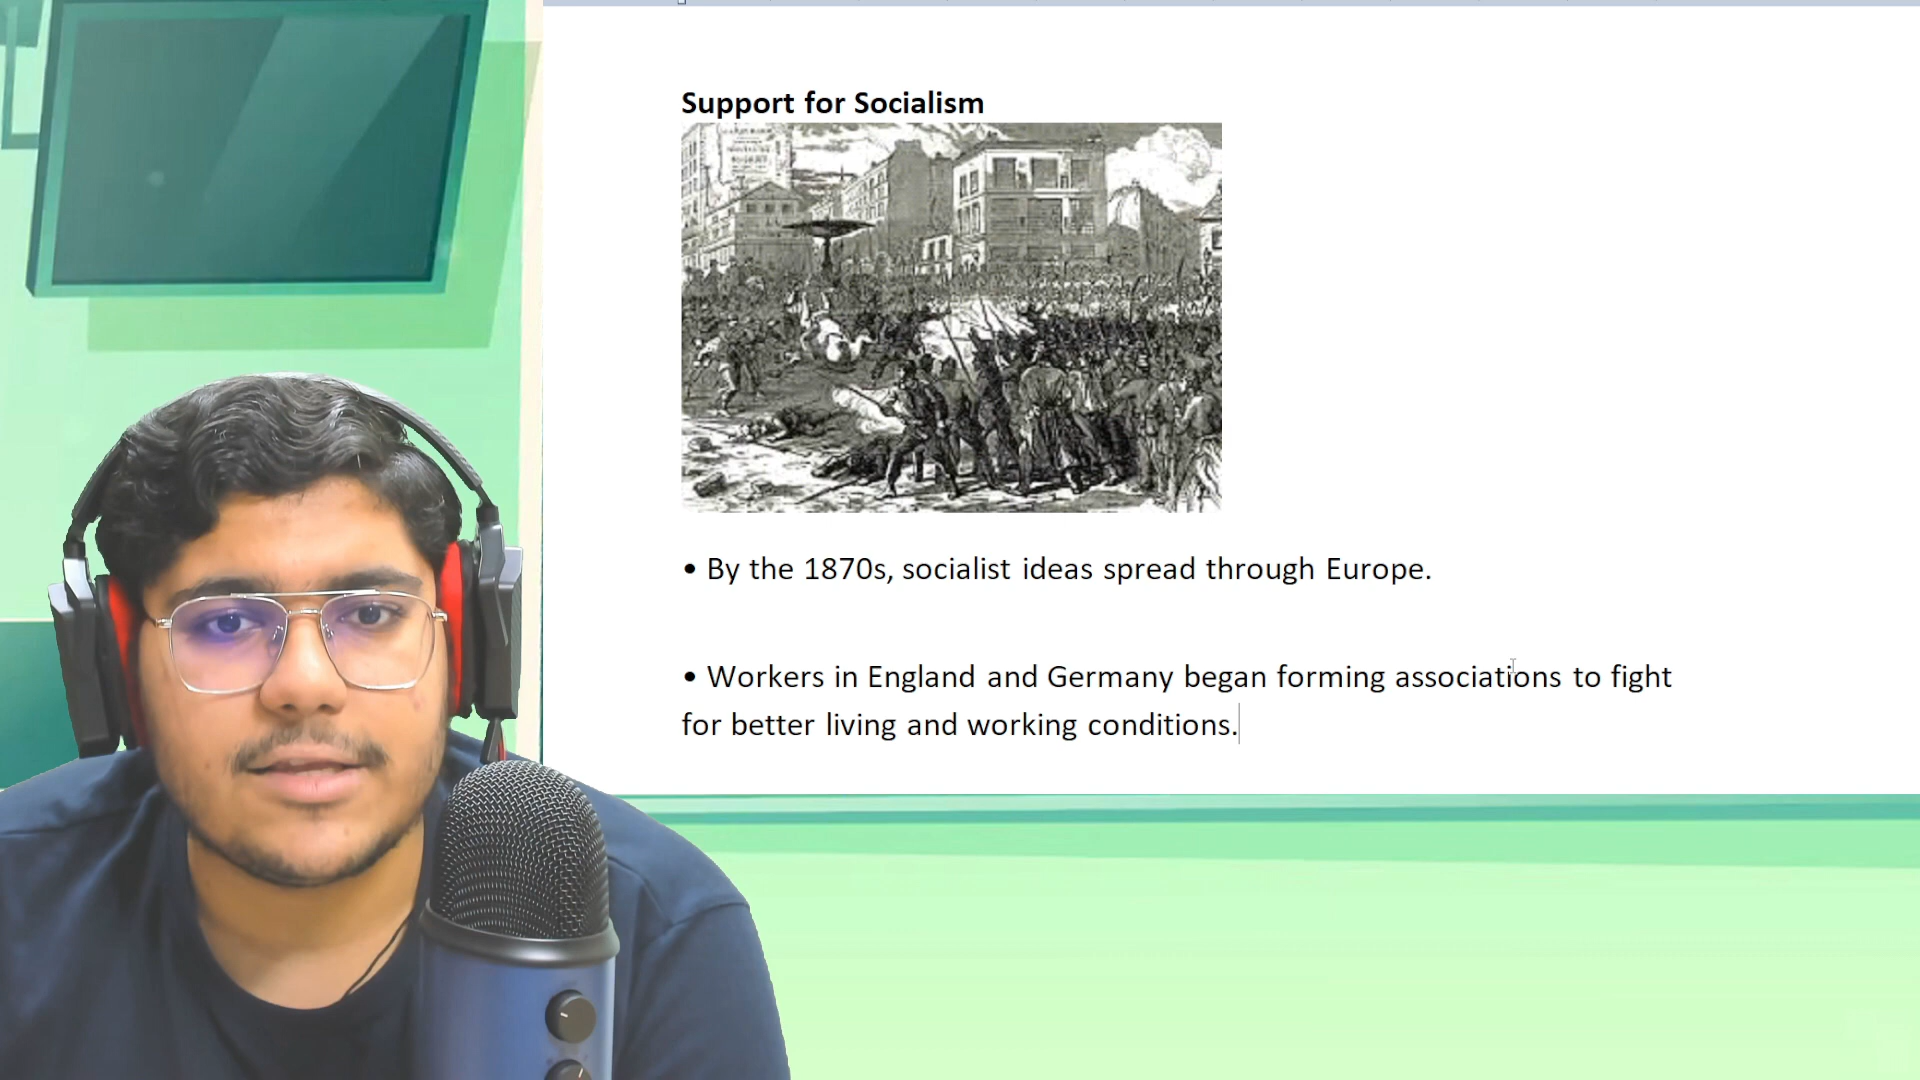 Support for Socialism
• By the 1870s, socialist ideas spread through Europe.
• Workers in England and Germany began forming associations to fight
for better living and working conditions.